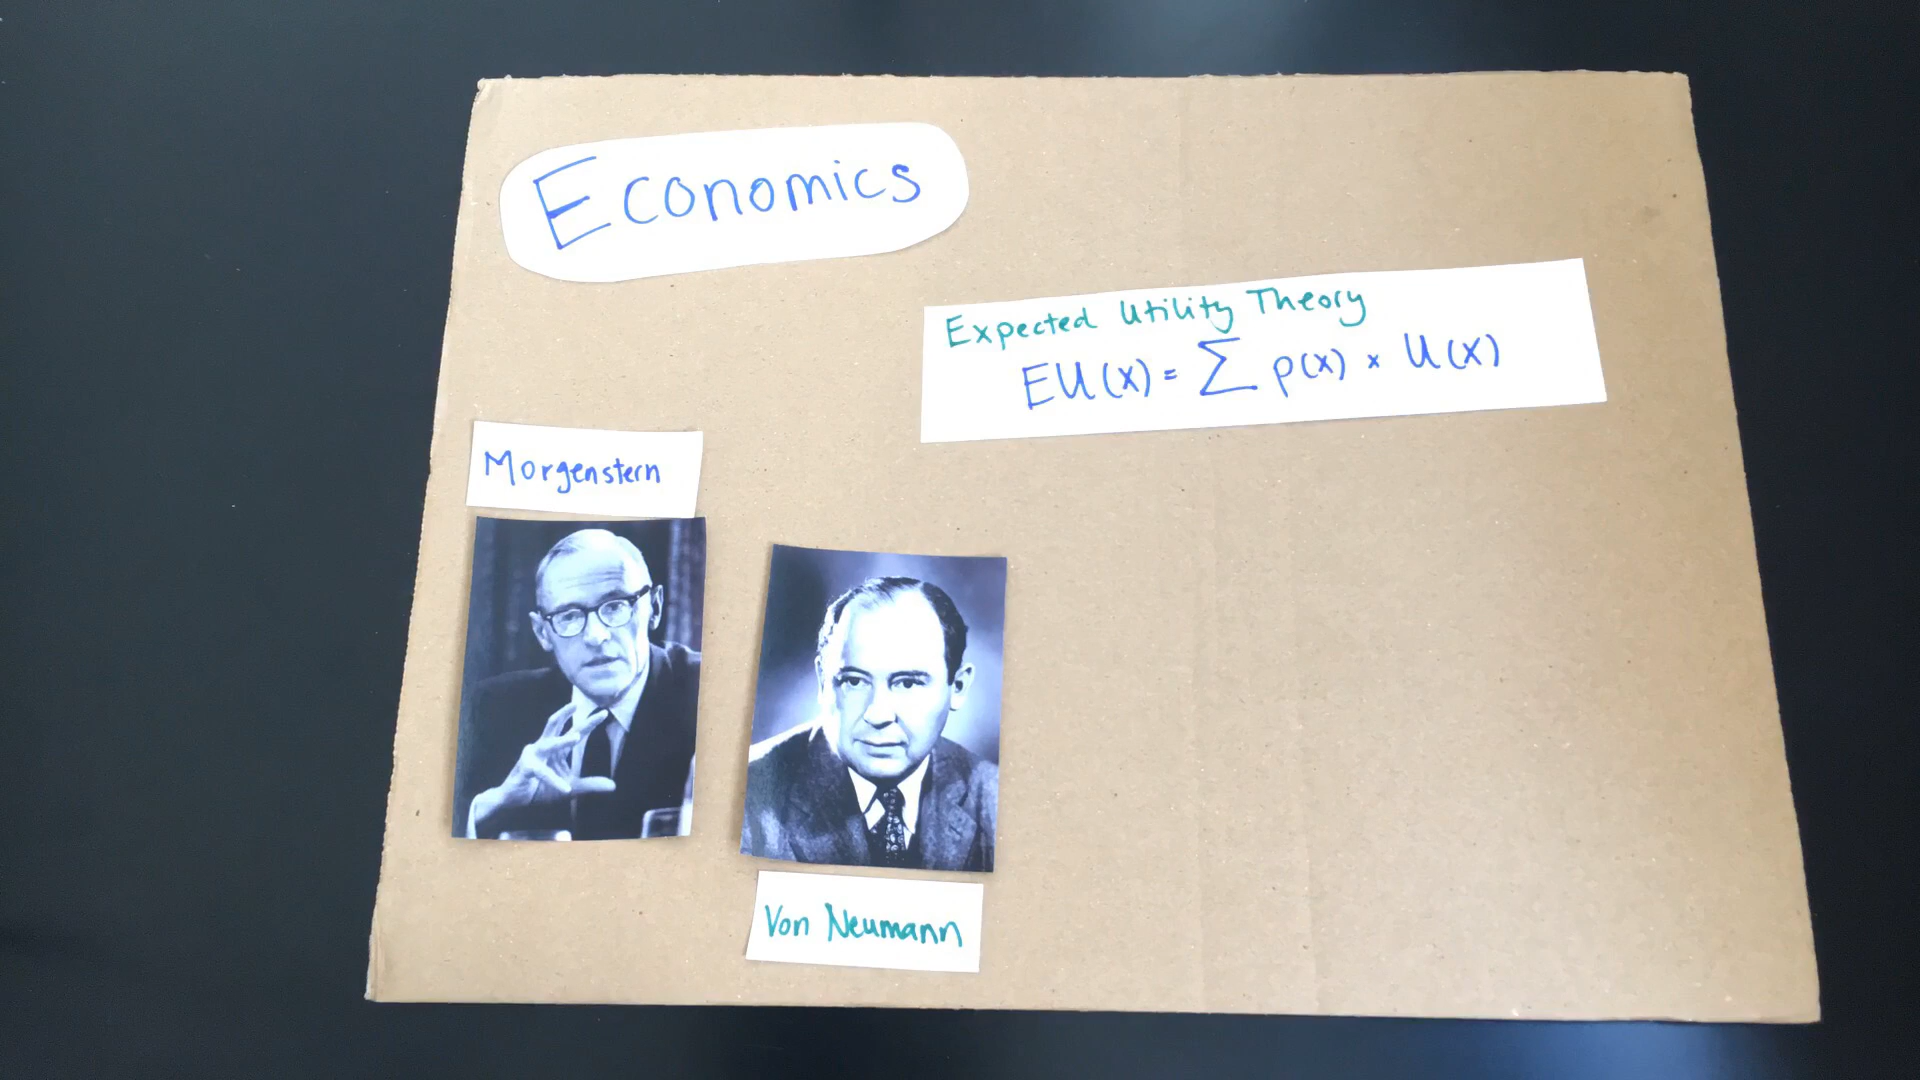 Economics
Expected Utility Theory
EU(x) = ∑ p(x) × U(x)
Morgenstern
Von Neumann